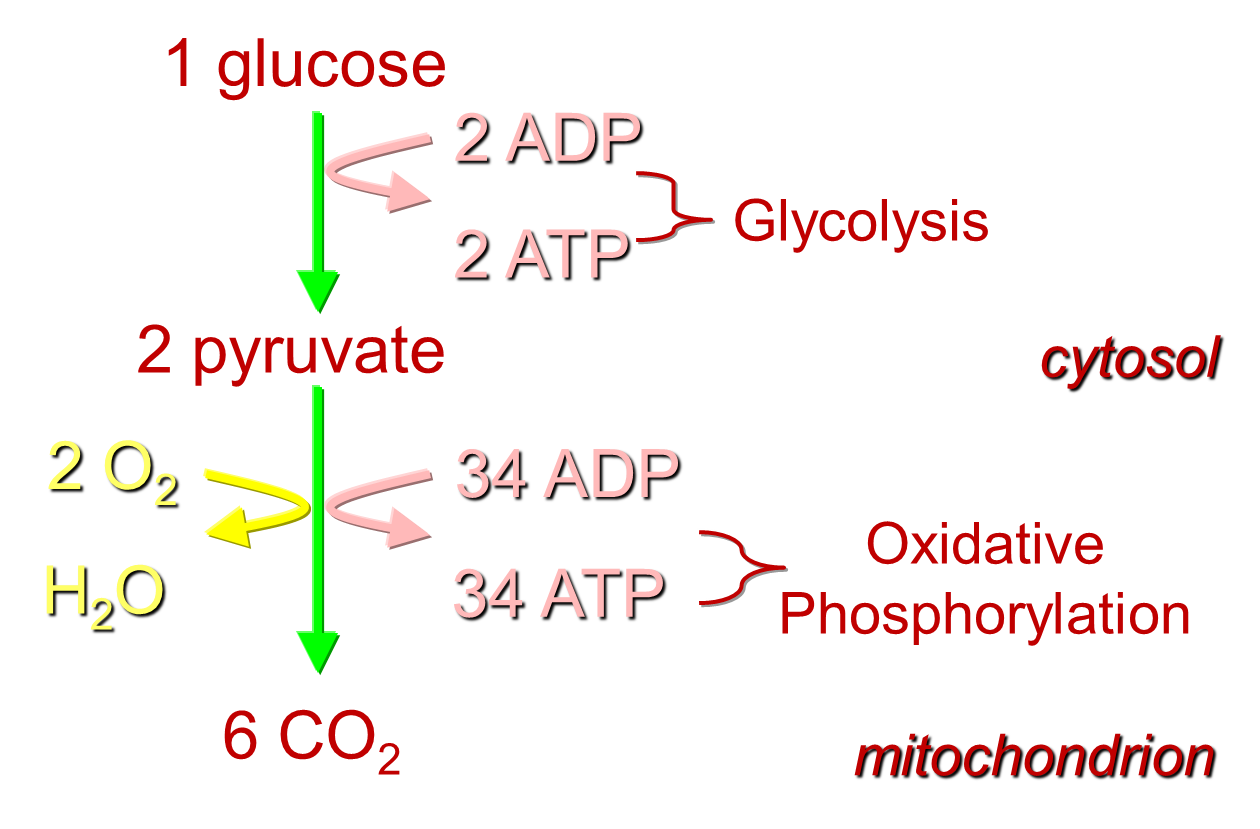 1 glucose
2 ADP
2 ATP
Glycolysis
2 pyruvate
cytosol
2 O₂
H₂O
34 ADP
34 ATP
Oxidative
Phosphorylation
6 CO₂
mitochondrion